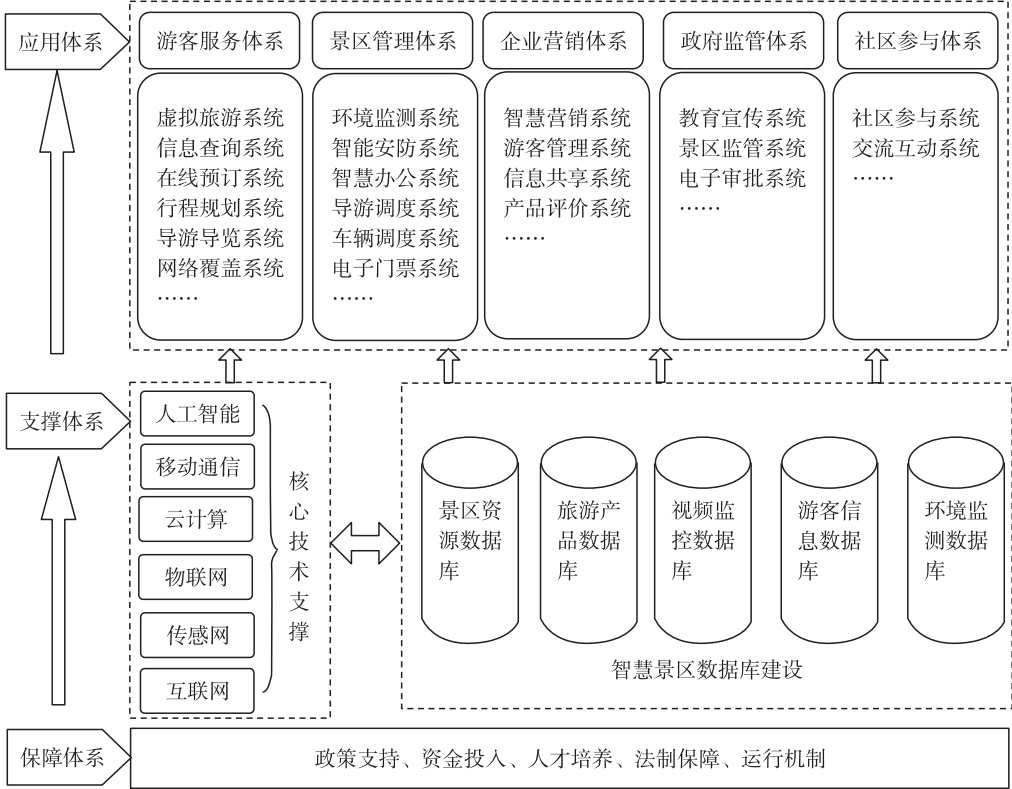 应用体系
游客服务体系
景区管理体系
企业营销体系
政府监管体系
社区参与体系
虚拟旅游系统
信息查询系统
在线预订系统
行程规划系统
导游导览系统
网络覆盖系统
……
环境监测系统
智能安防系统
智慧办公系统
导游调度系统
车辆调度系统
电子门票系统
……
智慧营销系统
游客管理系统
信息共享系统
产品评价系统
……
教育宣传系统
景区监管系统
电子审批系统
……
社区参与系统
交流互动系统
……
支撑体系
人工智能
移动通信
云计算
物联网
传感网
互联网
核心技术支撑
景区资
源数据
库
旅游产
品数据
库
视频监
控数据
库
游客信
息数据
库
环境监
测数据
库
智慧景区数据库建设
保障体系
政策支持、资金投入、人才培养、法制保障、运行机制